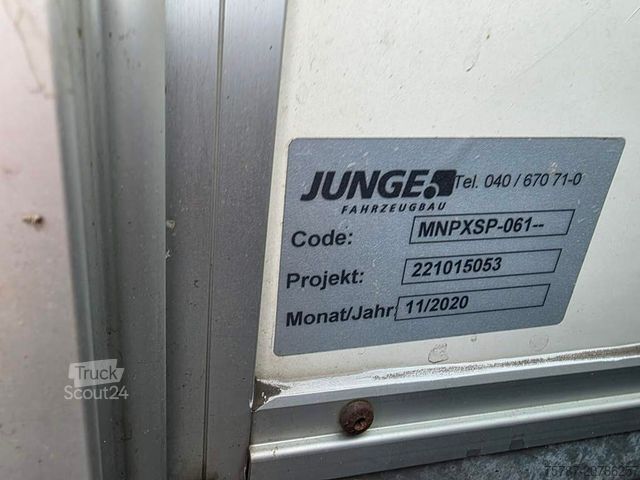 JUNGE Tel. 040 / 670 71-0
FAHRZEUGBAU
Code: MNPXSP-061--
Projekt: 221015053
Monat/Jahr: 11/2020
Truck
Scout24